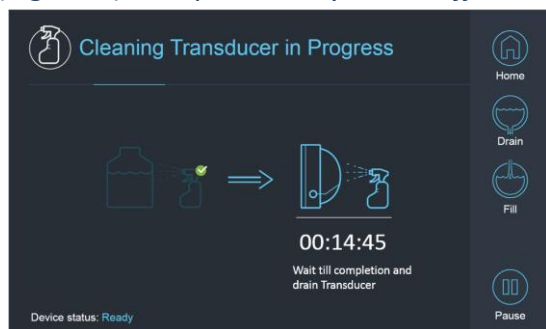 Cleaning Transducer in Progress
Home
Drain
Fill
00:14:45
Wait till completion and
drain Transducer
Device status: Ready
Pause